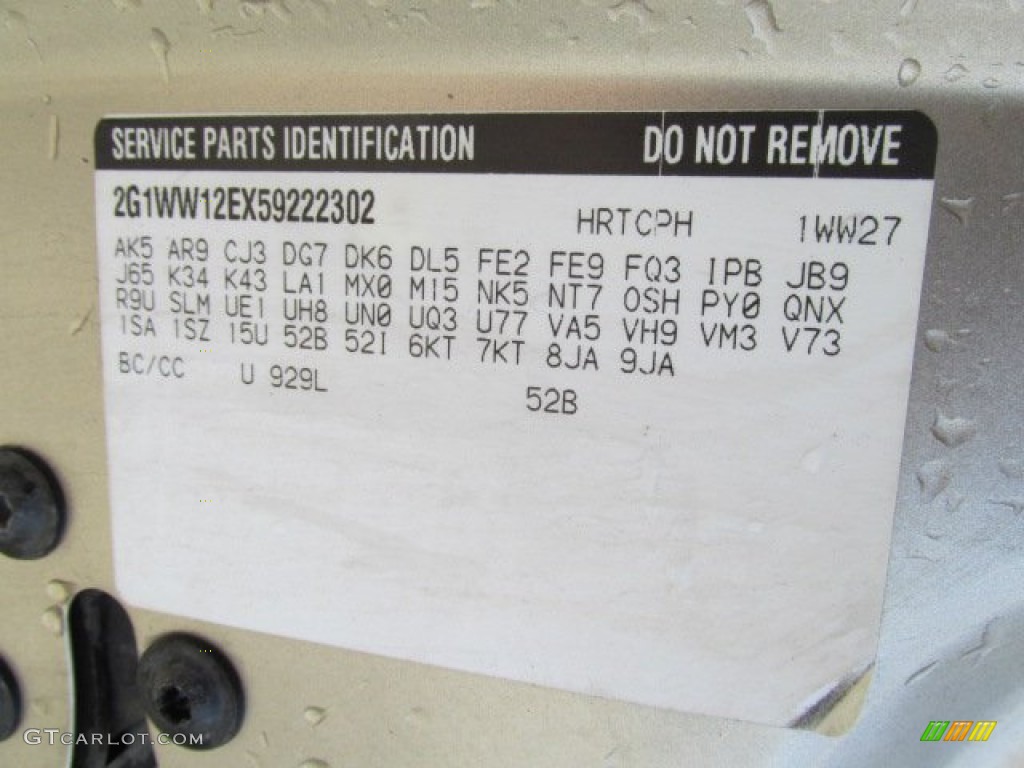 SERVICE PARTS IDENTIFICATION DO NOT REMOVE
2G1WW12EX59222302 HRTCPH 1WW27
AK5 AR9 CJ3 DG7 DK6 DL5 FE2 FE9 FQ3 IPB JB9
J65 K34 K43 LA1 MX0 M15 NK5 NT7 OSH PY0 QNX
R9U SLM UE1 UH8 UN0 UQ3 U77 VA5 VH9 VM3 V73
1SA 1SZ 15U 52B 52I 6KT 7KT 8JA 9JA
BC/CC U 929L 52B
GTCARLOT.COM